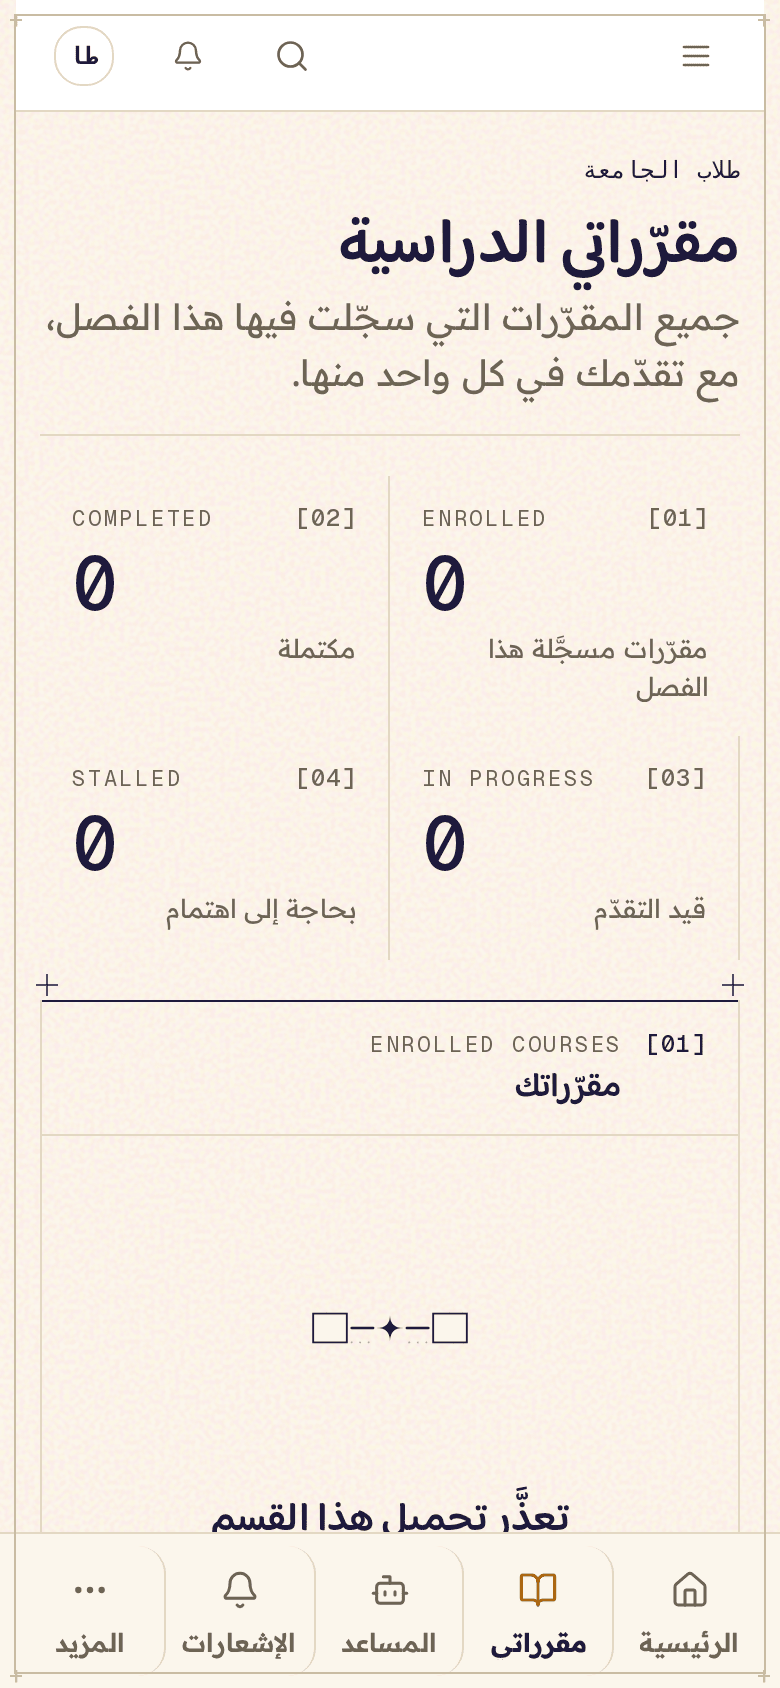 طا
طلاب الجامعة
مقرّراتي الدراسية
جميع المقرّرات التي سجّلت فيها هذا الفصل،
مع تقدّمك في كل واحد منها.
[01] ENROLLED
0
مقرّرات مسجَّلة هذا
الفصل
[02] COMPLETED
0
مكتملة
[03] IN PROGRESS
0
قيد التقدّم
[04] STALLED
0
بحاجة إلى اهتمام
[01] ENROLLED COURSES
مقرّراتك
تعذَّر تحميل هذا القسم
الرئيسية
مقرراتي
المساعد
الإشعارات
المزيد